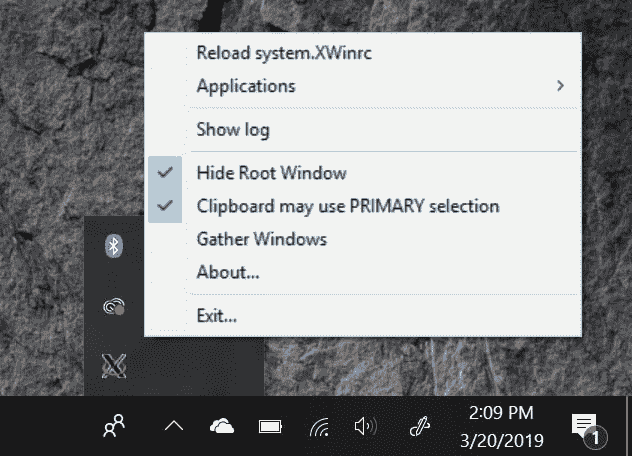 Reload system.XWinrc
Applications
Show log
Hide Root Window
Clipboard may use PRIMARY selection
Gather Windows
About...
Exit...
2:09 PM
3/20/2019
1